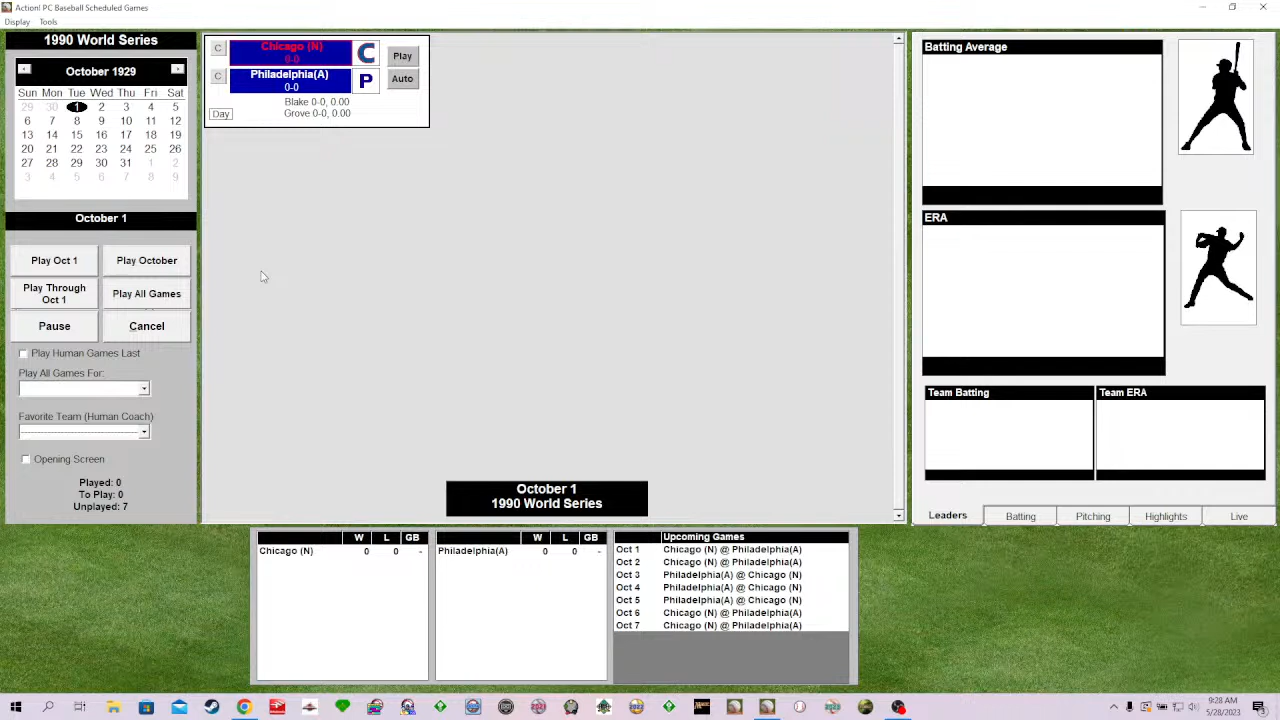 Action! PC Baseball Scheduled Games
Display Tools
1990 World Series
October 1929
Sun Mon Tue Wed Thu Fri Sat
29 30 1 2 3 4 5
6 7 8 9 10 11 12
13 14 15 16 17 18 19
20 21 22 23 24 25 26
27 28 29 30 31 1 2
3 4 5 6 7 8 9
October 1
Play Oct 1
Play October
Play Through
Oct 1
Play All Games
Pause
Cancel
Play Human Games Last
Play All Games For:
Favorite Team (Human Coach)
Opening Screen
Played: 0
To Play: 0
Unplayed: 7
C
Chicago (N)
0-0
C
Play
C
Philadelphia(A)
0-0
P
Auto
Blake 0-0, 0.00
Grove 0-0, 0.00
Day
October 1
1990 World Series
Batting Average
ERA
Team Batting
Team ERA
Leaders Batting Pitching Highlights Live
W L GB
Chicago (N) 0 0 -
W L GB
Philadelphia(A) 0 0 -
Upcoming Games
Oct 1 Chicago (N) @ Philadelphia(A)
Oct 2 Chicago (N) @ Philadelphia(A)
Oct 3 Philadelphia(A) @ Chicago (N)
Oct 4 Philadelphia(A) @ Chicago (N)
Oct 5 Philadelphia(A) @ Chicago (N)
Oct 6 Chicago (N) @ Philadelphia(A)
Oct 7 Chicago (N) @ Philadelphia(A)
9:28 AM
5/28/2023